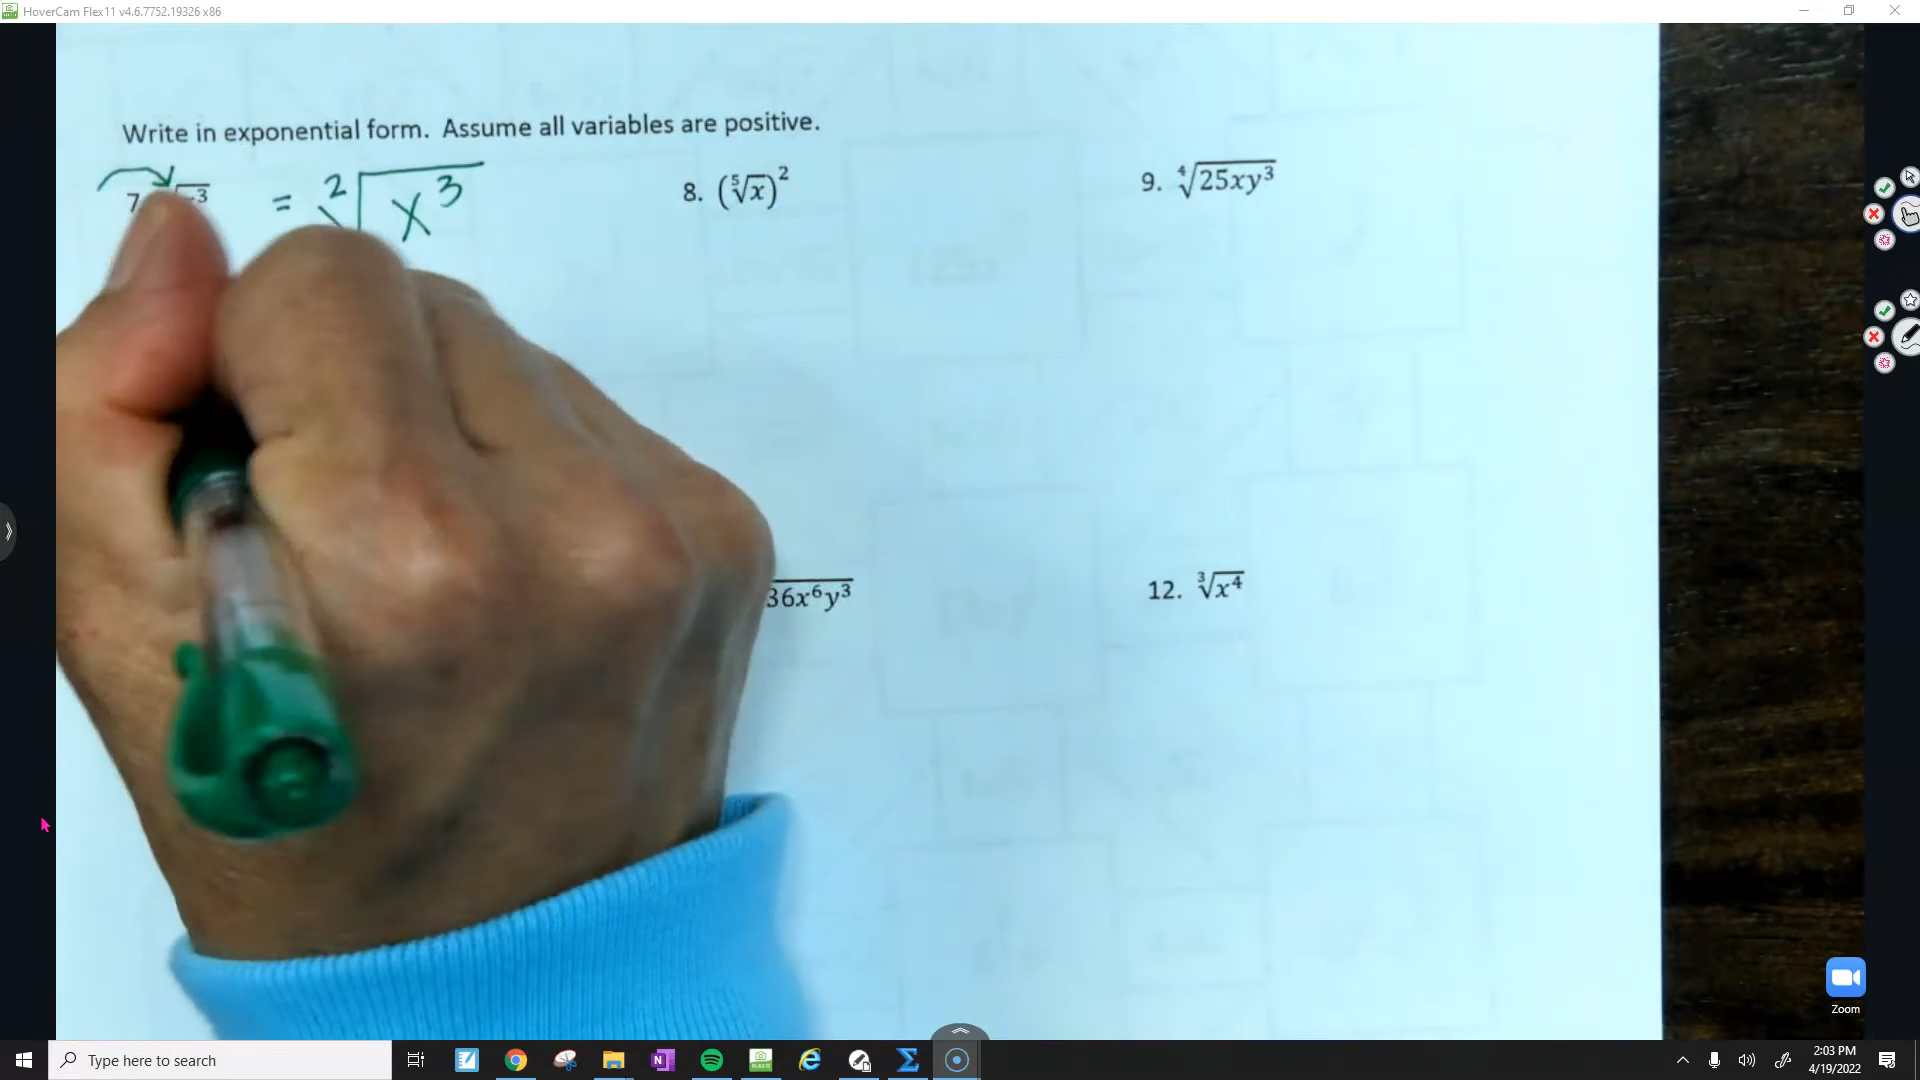 HoverCam Flex11 v4.6.7752.19326 x86
Write in exponential form. Assume all variables are positive.
7 √ 3 = ²√x³
8. (⁵√x)²
9. ⁴√25xy³
36x⁶y³
12. ³√x⁴
Zoom
Type here to search
2:03 PM
4/19/2022